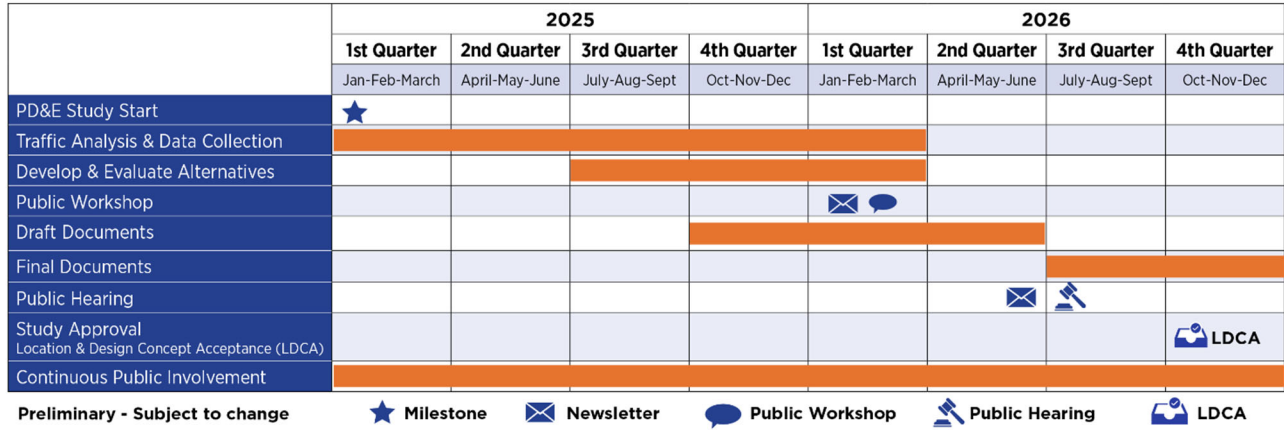 2025 2026
1st Quarter 2nd Quarter 3rd Quarter 4th Quarter 1st Quarter 2nd Quarter 3rd Quarter 4th Quarter
Jan-Feb-March April-May-June July-Aug-Sept Oct-Nov-Dec Jan-Feb-March April-May-June July-Aug-Sept Oct-Nov-Dec
PD&E Study Start
Traffic Analysis & Data Collection
Develop & Evaluate Alternatives
Public Workshop
Draft Documents
Final Documents
Public Hearing
Study Approval
Location & Design Concept Acceptance (LDCA) LDCA
Continuous Public Involvement
Preliminary - Subject to change Milestone Newsletter Public Workshop Public Hearing LDCA